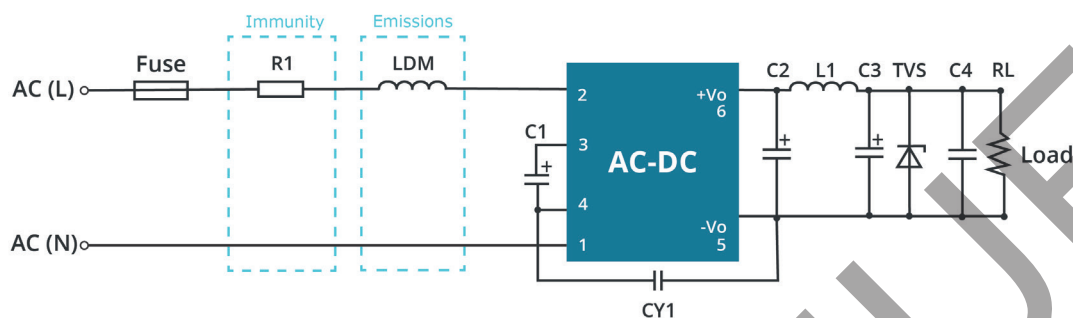 Immunity
Emissions
Fuse
R1
LDM
C2
L1
C3
TVS
C4
RL
AC (L)
2
+Vo
6
C1
3
AC-DC
Load
4
AC (N)
1
-Vo
5
CY1